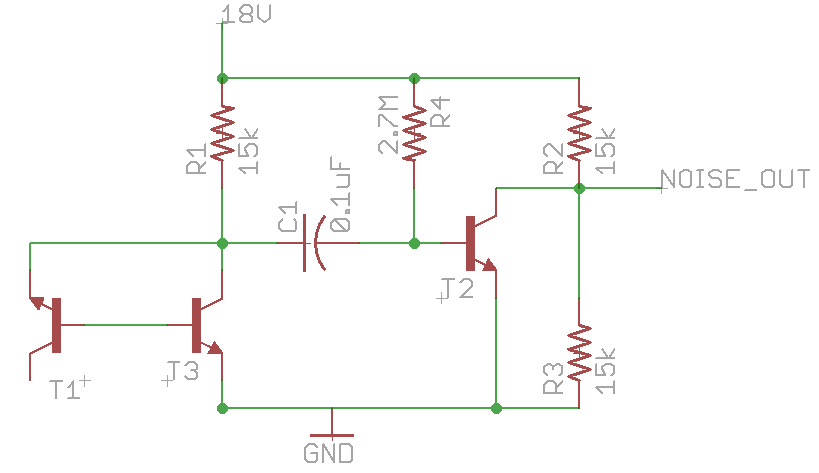 18V
R1
15k
2.7M
R4
R2
15k
NOISE_OUT
C1
0.1uF
J2
T1
J3
R3
15k
GND